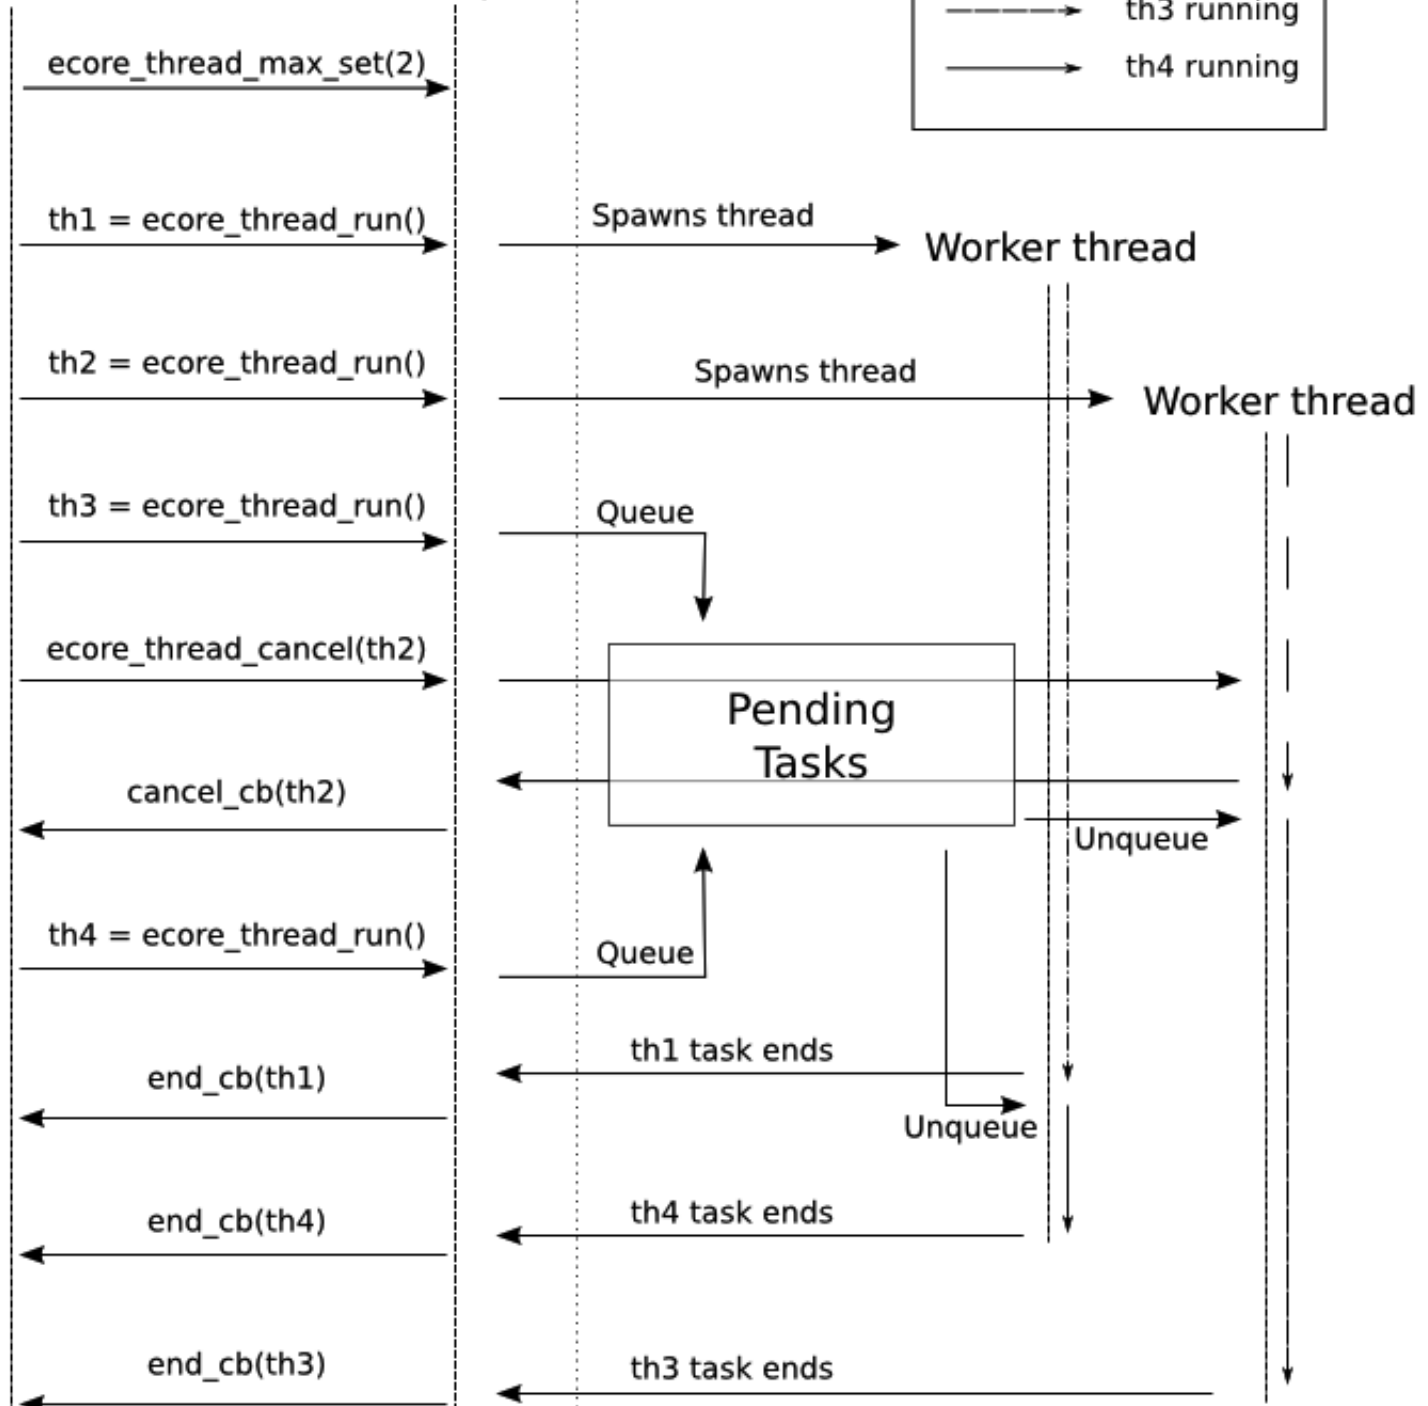 th3 running
ecore_thread_max_set(2)
th4 running
th1 = ecore_thread_run()
Spawns thread
Worker thread
th2 = ecore_thread_run()
Spawns thread
Worker thread
th3 = ecore_thread_run()
Queue
ecore_thread_cancel(th2)
Pending
Tasks
cancel_cb(th2)
Unqueue
th4 = ecore_thread_run()
Queue
th1 task ends
end_cb(th1)
Unqueue
end_cb(th4)
th4 task ends
end_cb(th3)
th3 task ends